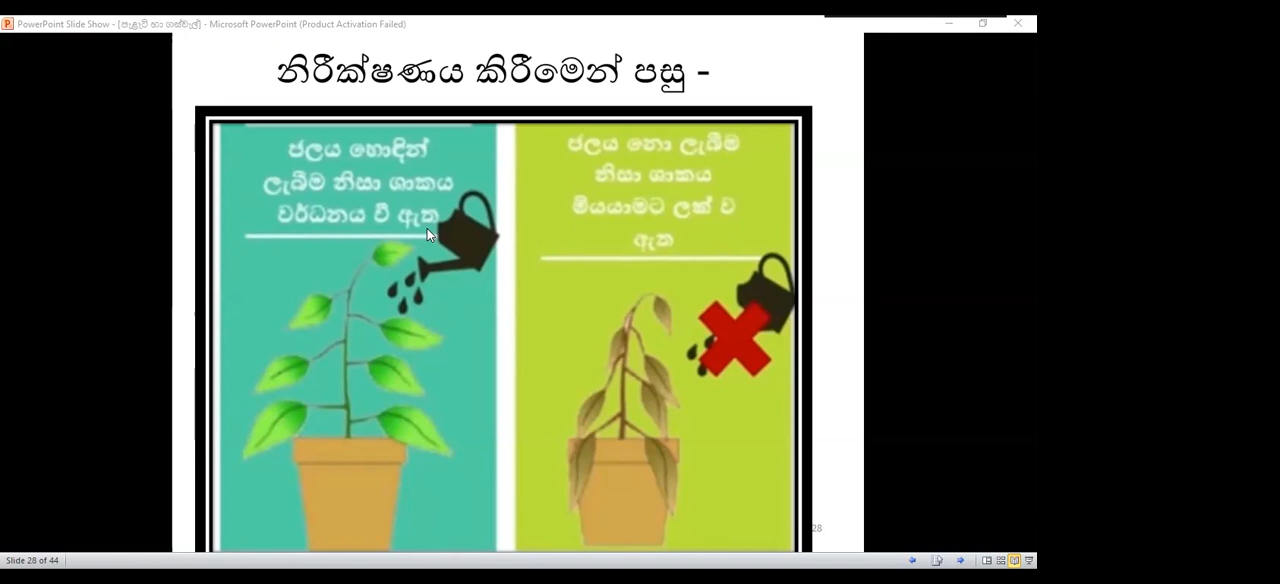 PowerPoint Slide Show - [පැළෑටි හා ගස්වැල්] - Microsoft PowerPoint (Product Activation Failed)
නිරීක්ෂණය කිරීමෙන් පසු -
ජලය හොඳින්
ලැබීම නිසා ශාකය
වර්ධනය වී ඇත
ජලය නො ලැබීම
නිසා ශාකය
මියයාමට ලක් ව
ඇත
28
Slide 28 of 44